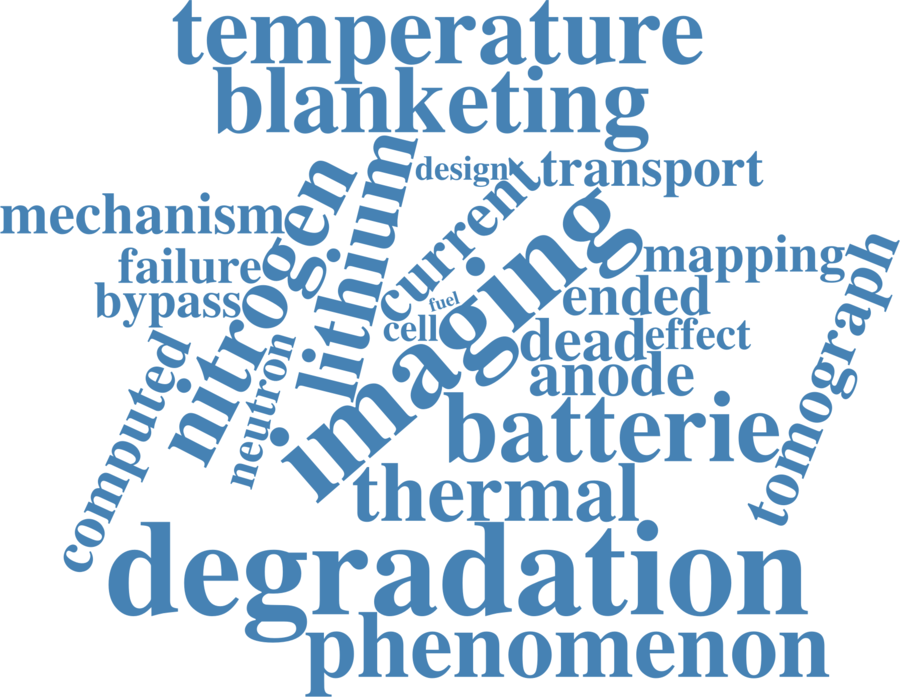 temperature
blanketing
design
transport
mechanism
nitrogen
lithium
current
imaging
failure
mapping
tomograph
bypass
fuel
ended
cell
dead
effect
computed
neutron
anode
batterie
thermal
degradation
phenomenon